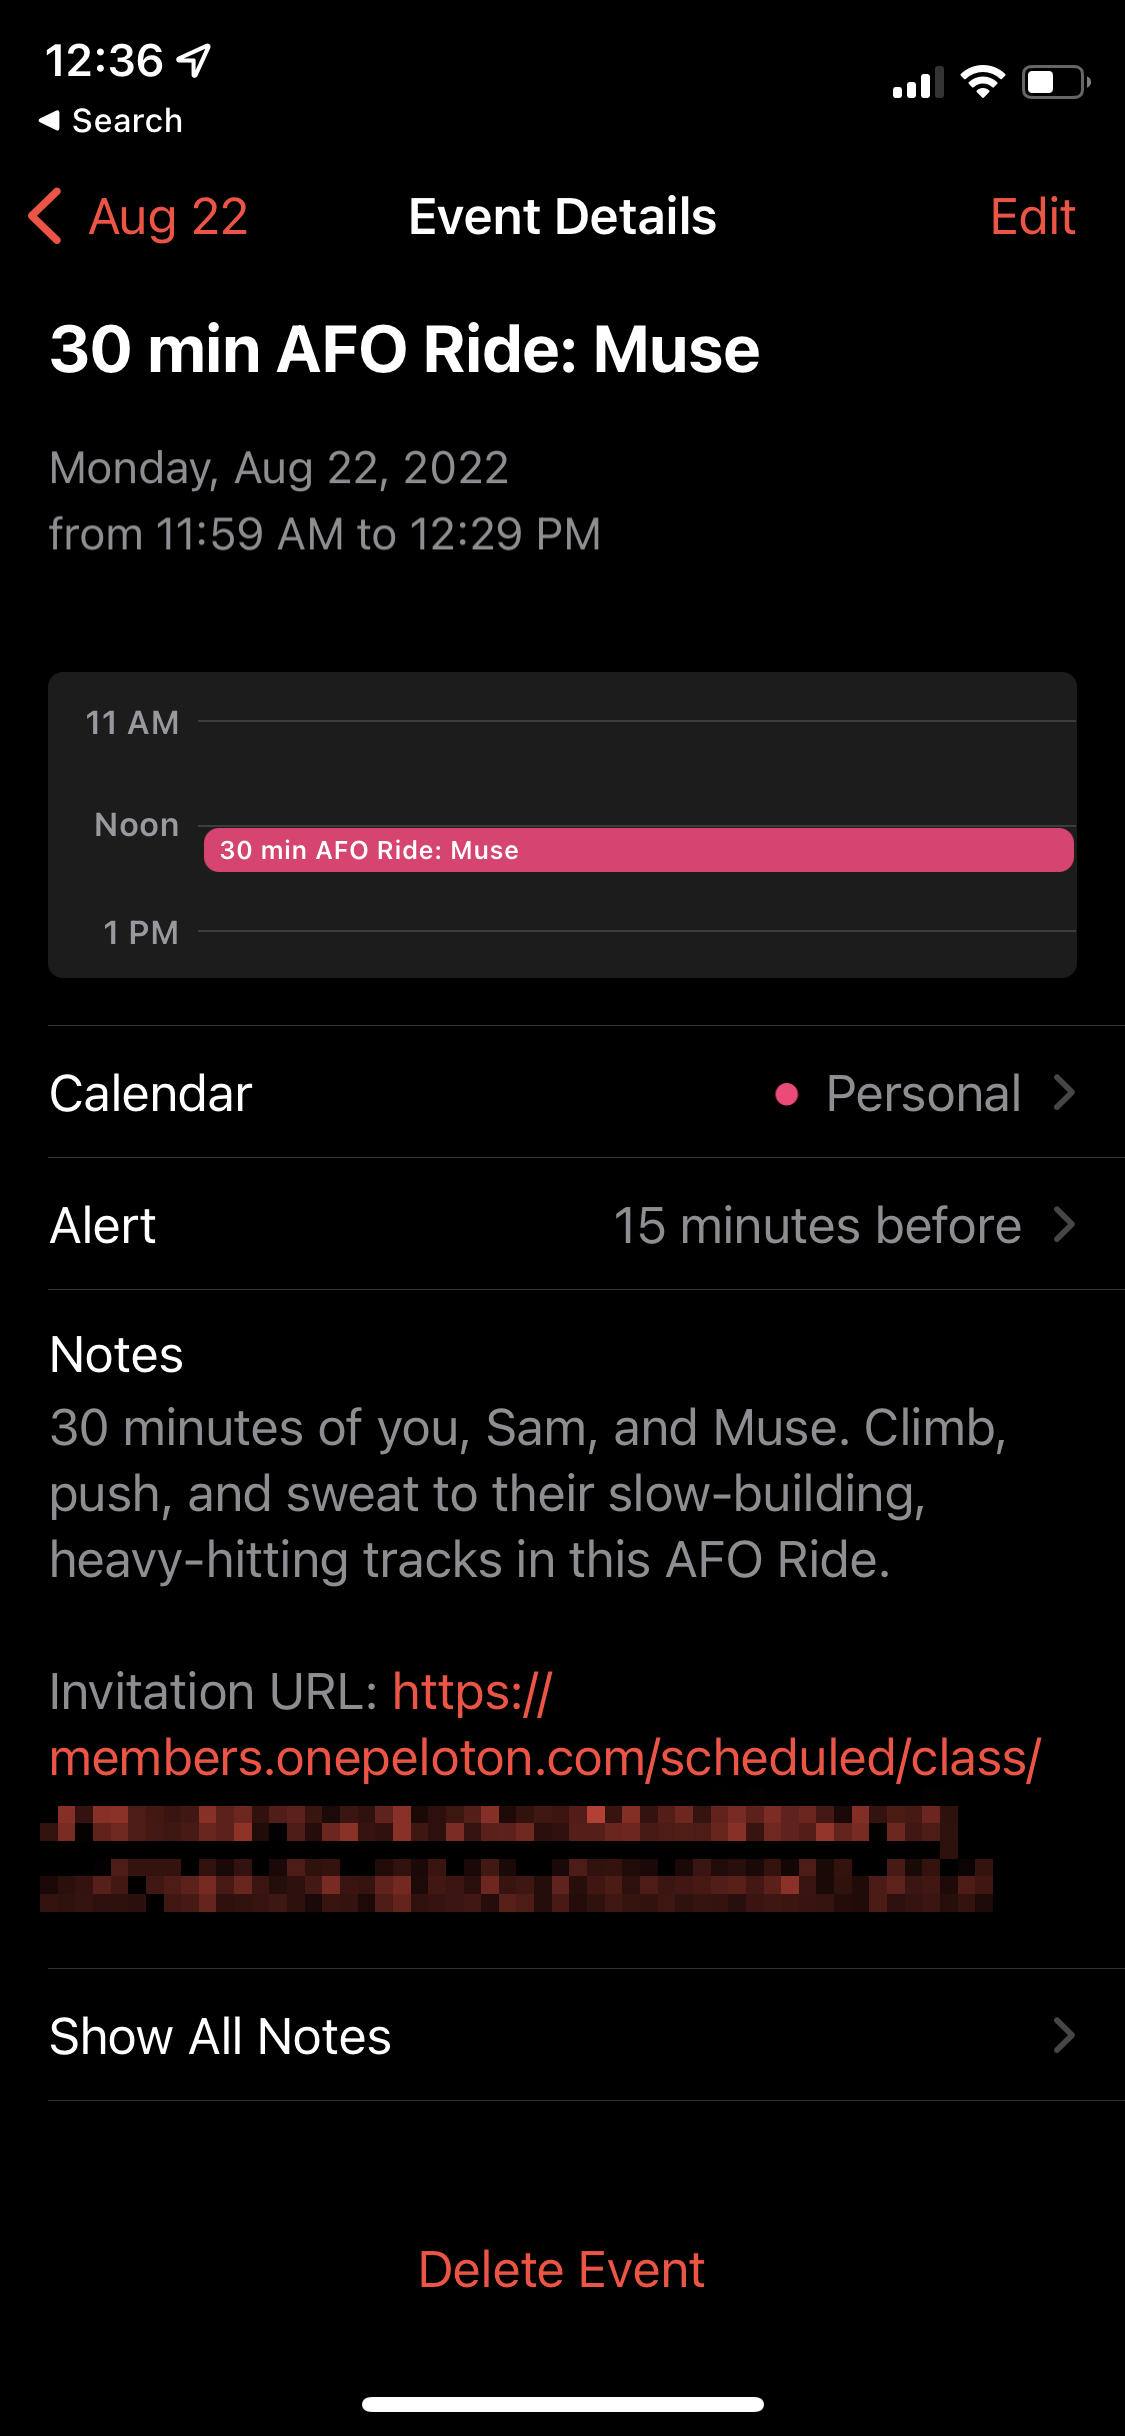 12:36
Search
Aug 22
Event Details
Edit
30 min AFO Ride: Muse
Monday, Aug 22, 2022
from 11:59 AM to 12:29 PM
11 AM
Noon
30 min AFO Ride: Muse
1 PM
Calendar
Personal
Alert
15 minutes before
Notes
30 minutes of you, Sam, and Muse. Climb,
push, and sweat to their slow-building,
heavy-hitting tracks in this AFO Ride.
Invitation URL: https://
members.onepeloton.com/scheduled/class/
Show All Notes
Delete Event